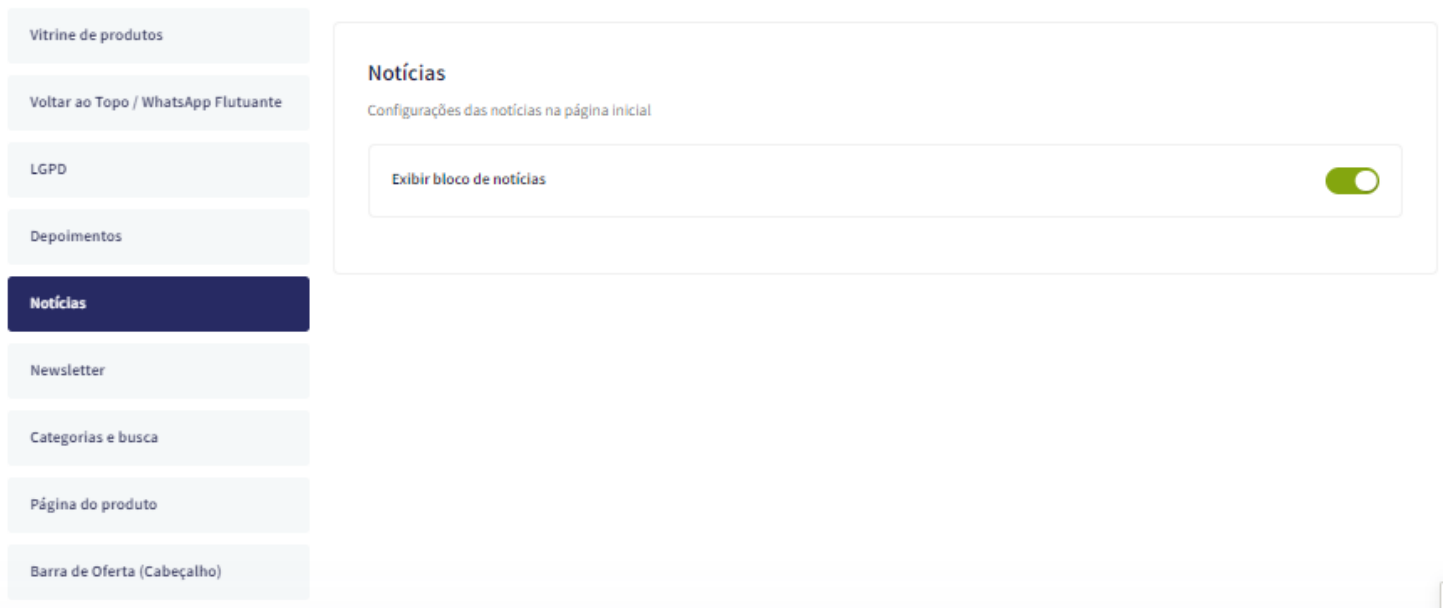 Vitrine de produtos
Voltar ao Topo / WhatsApp Flutuante
LGPD
Depoimentos
Notícias
Newsletter
Categorias e busca
Página do produto
Barra de Oferta (Cabeçalho)
Notícias
Configurações das notícias na página inicial
Exibir bloco de notícias